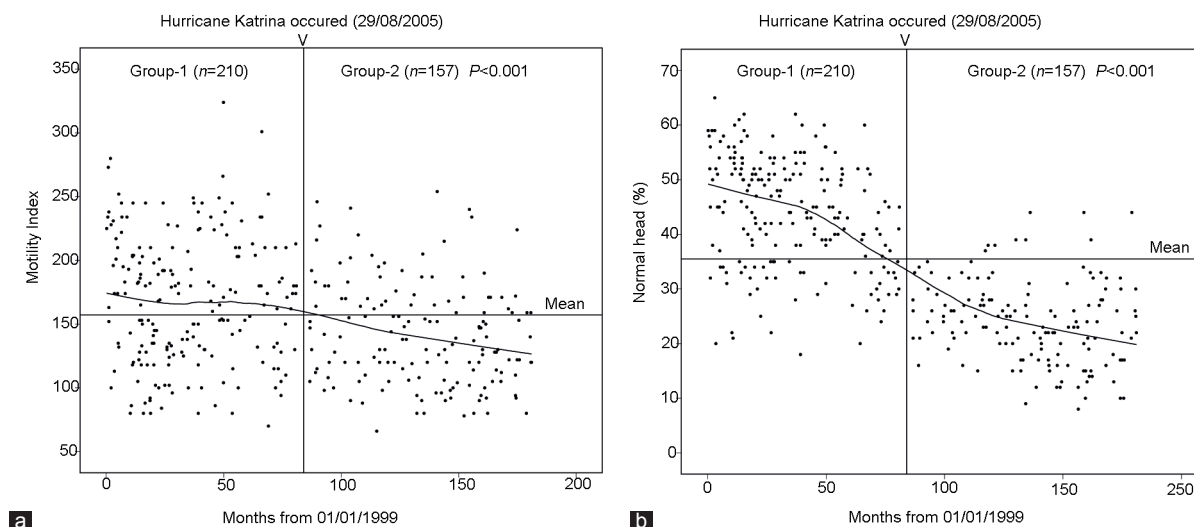 Hurricane Katrina occured (29/08/2005)
V
Group-1 (n=210)
Group-2 (n=157) P<0.001
350
300
250
200
150
100
50
Motility Index
Mean
0
50
100
150
200
Months from 01/01/1999
a
Hurricane Katrina occured (29/08/2005)
V
Group-1 (n=210)
Group-2 (n=157) P<0.001
70
60
50
40
30
20
10
0
Normal head (%)
Mean
0
50
100
150
250
Months from 01/01/1999
b